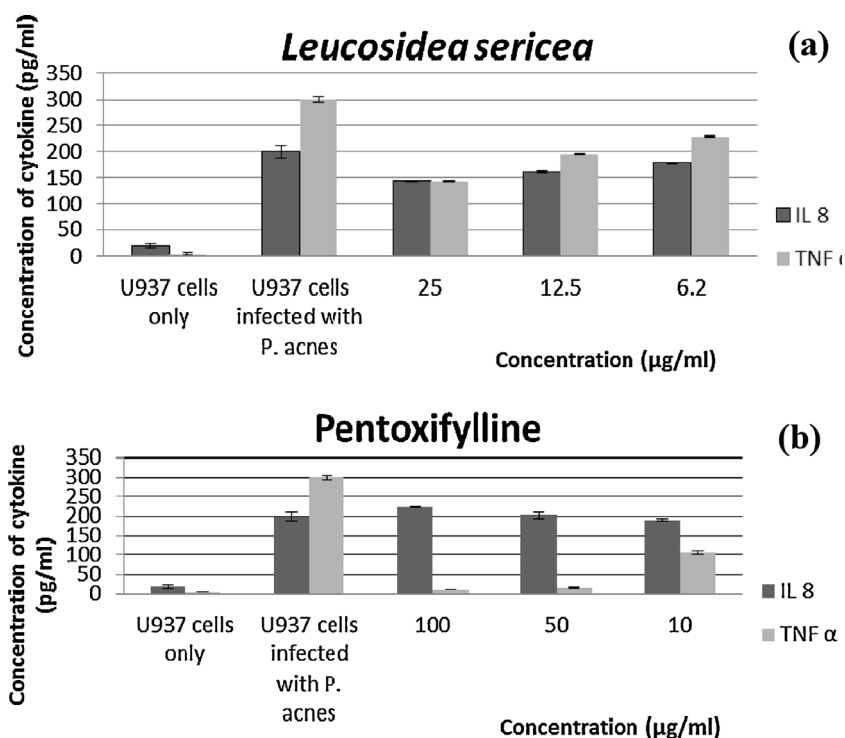 Leucosidea sericea
(a)
Concentration of cytokine (pg/ml)
350
300
250
200
150
100
50
0
U937 cells only
U937 cells infected with P. acnes
25
12.5
6.2
Concentration (µg/ml)
IL 8
TNF
Pentoxifylline
(b)
Concentration of cytokine (pg/ml)
350
300
250
200
150
100
50
0
U937 cells only
U937 cells infected with P. acnes
100
50
10
Concentration (µg/ml)
IL 8
TNF α